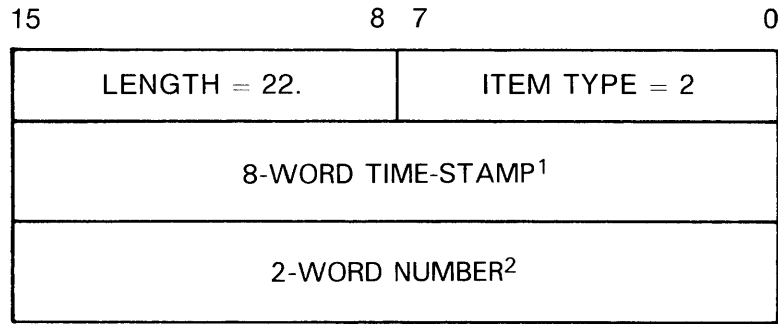 15 8 7 0
LENGTH = 22. ITEM TYPE = 2
8-WORD TIME-STAMP¹
2-WORD NUMBER²